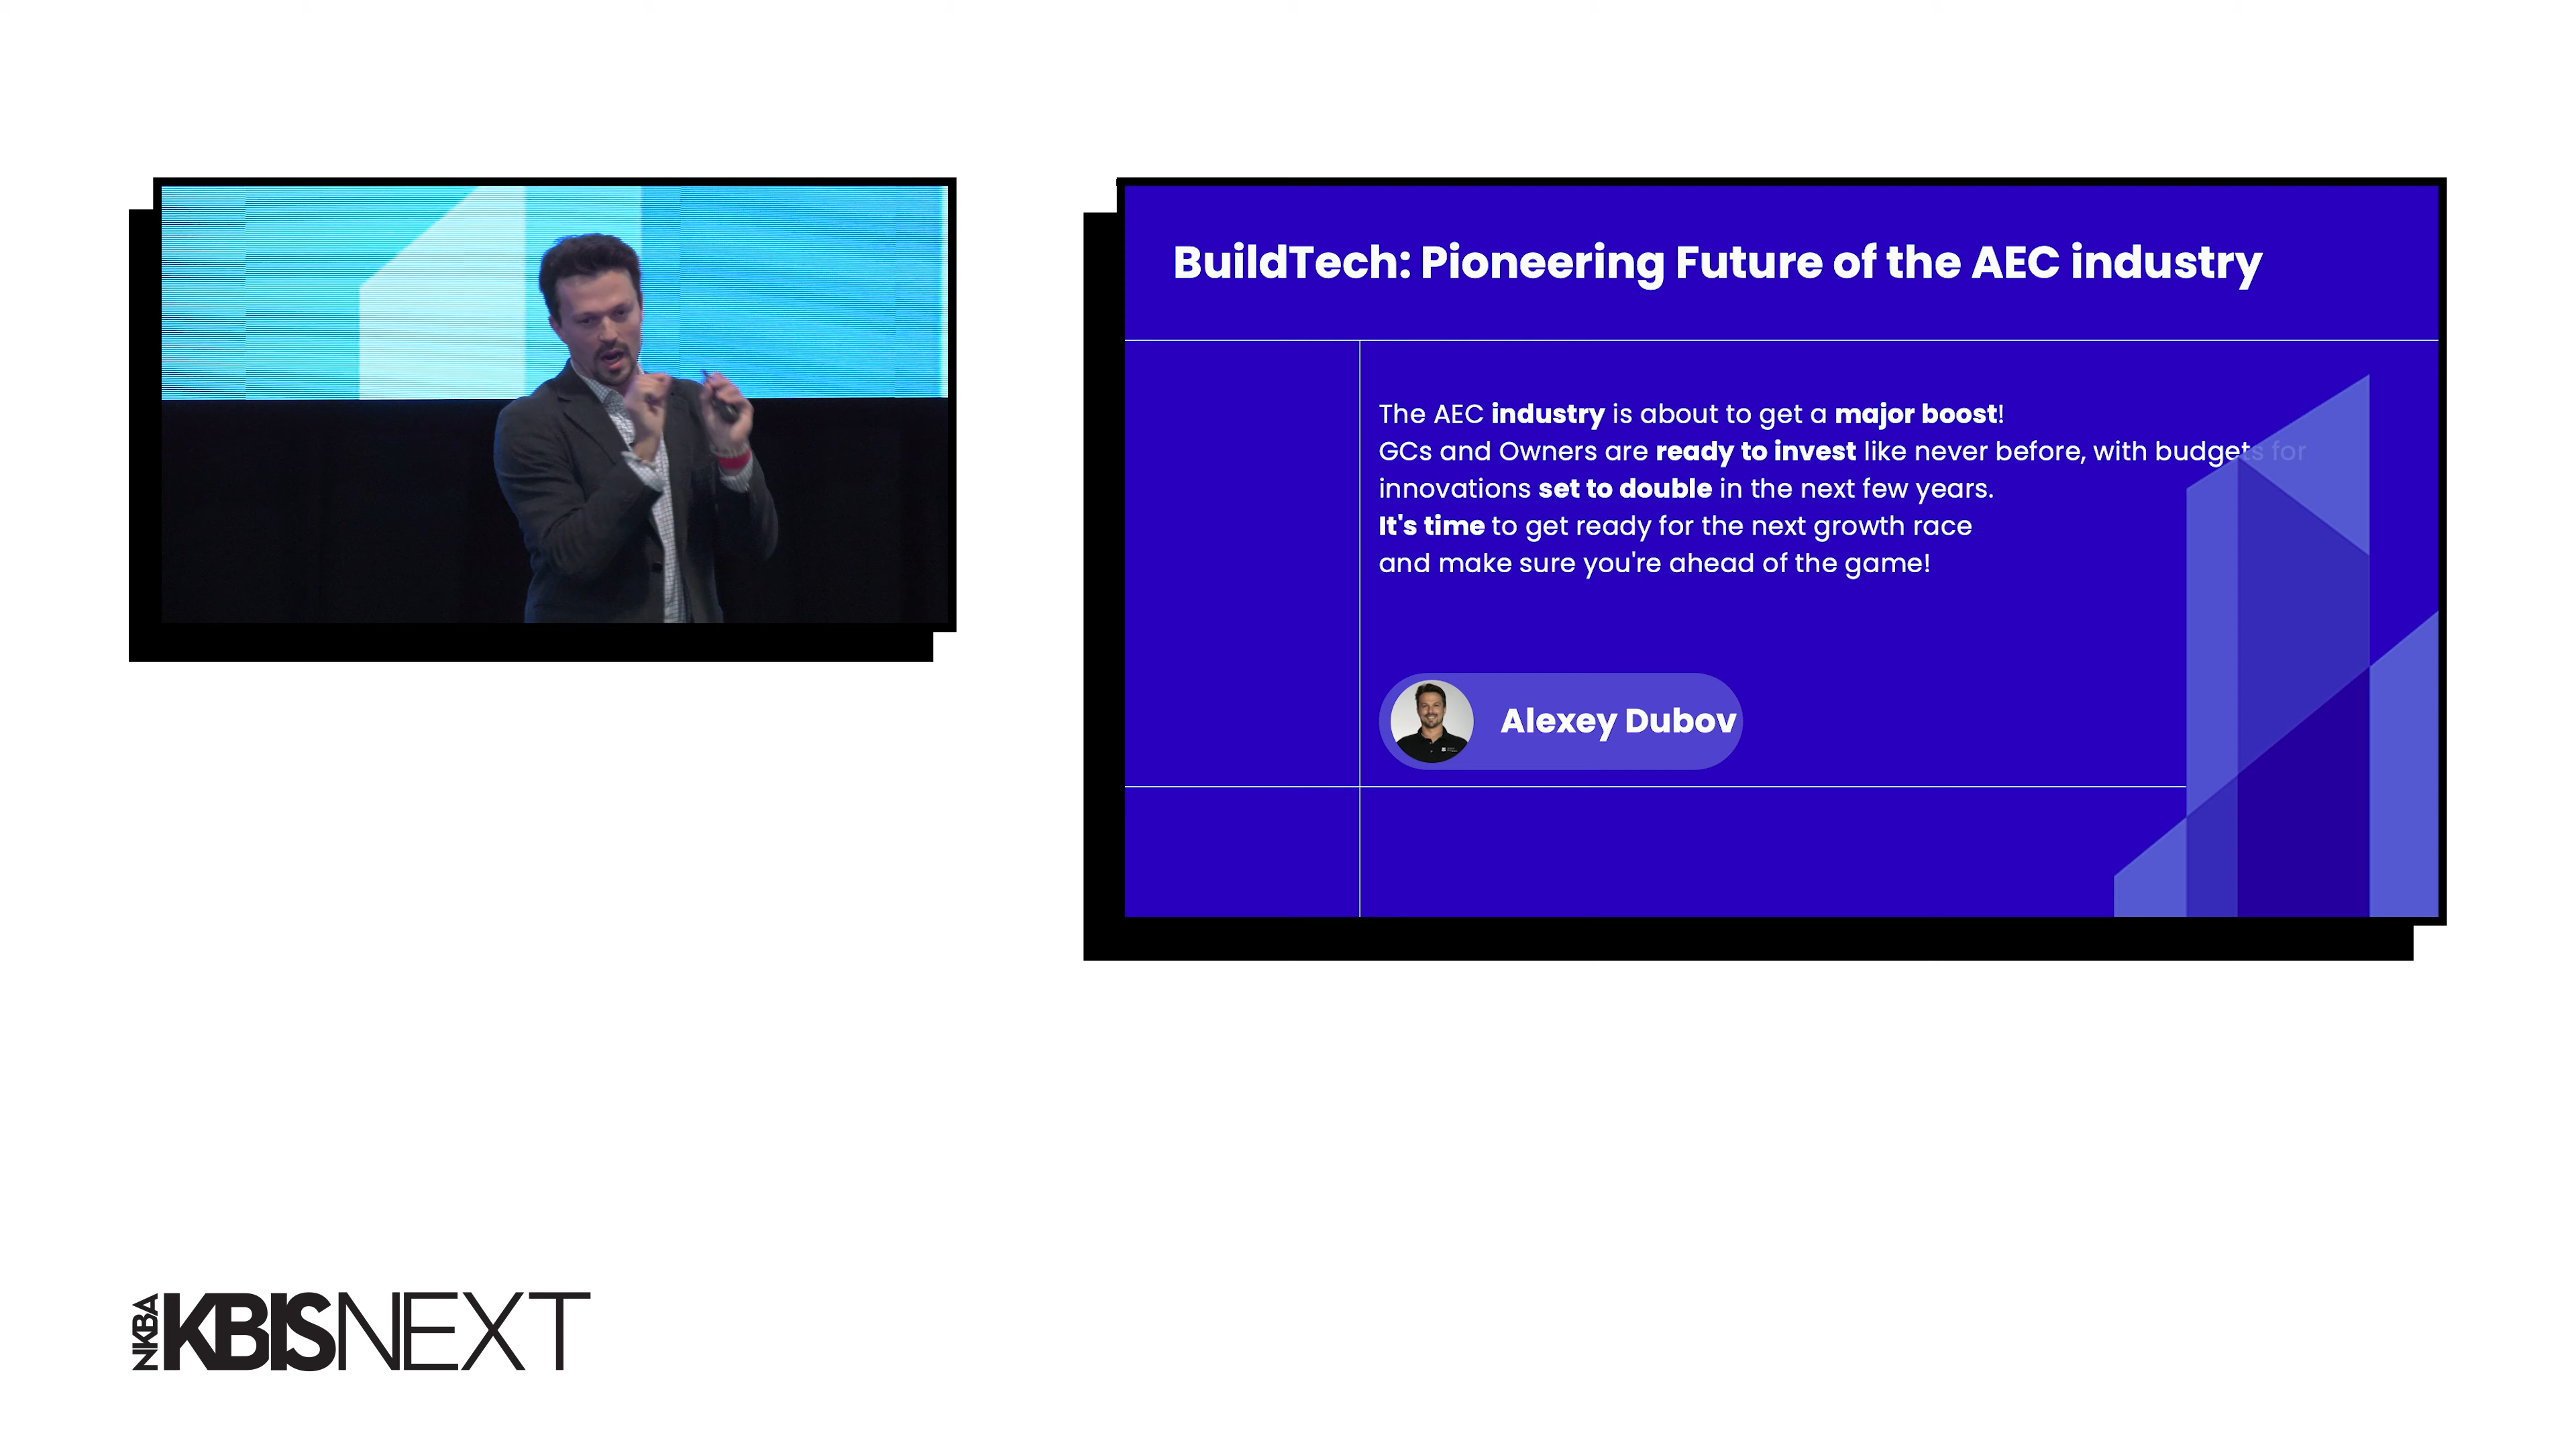 BuildTech: Pioneering Future of the AEC industry
The AEC industry is about to get a major boost!
GCs and Owners are ready to invest like never before, with budgets for
innovations set to double in the next few years.
It's time to get ready for the next growth race
and make sure you're ahead of the game!
Alexey Dubov
NKBA KBISNEXT